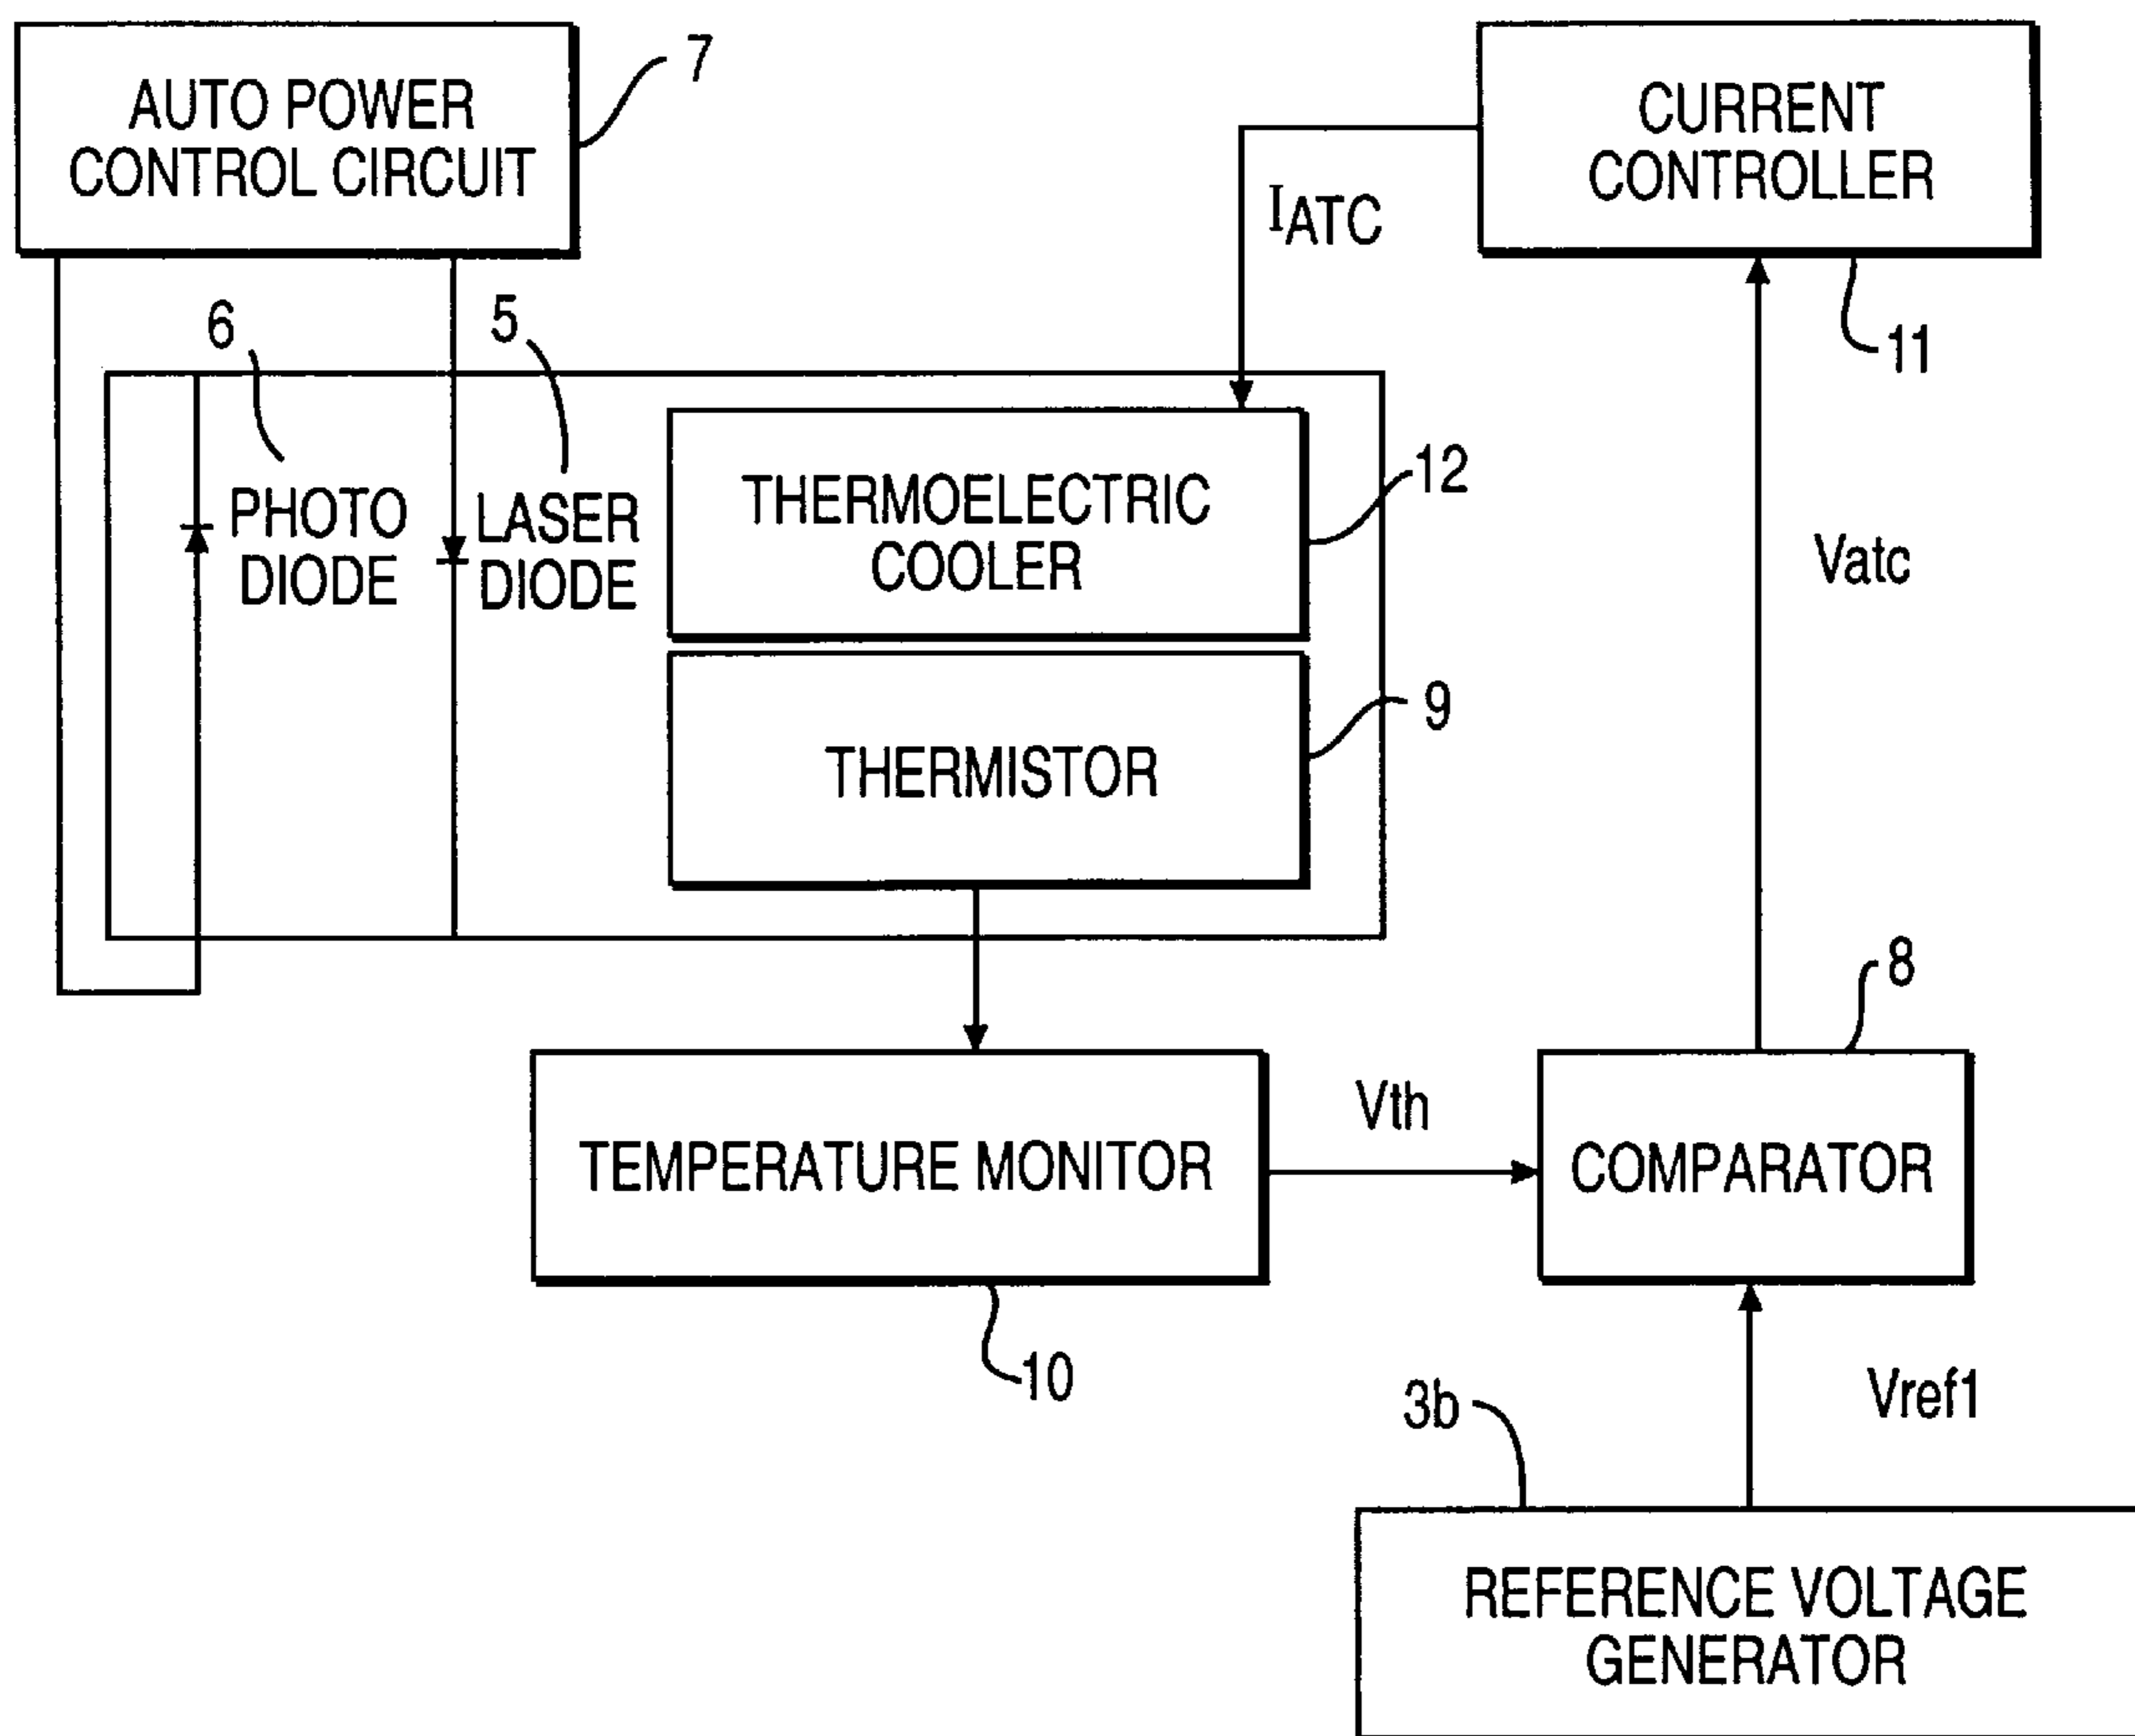 AUTO POWER
CONTROL CIRCUIT
7
CURRENT
CONTROLLER
11
I_ATC
6
5
PHOTO
DIODE
LASER
DIODE
THERMOELECTRIC
COOLER
12
THERMISTOR
9
Vatc
8
TEMPERATURE MONITOR
10
Vth
COMPARATOR
Vref1
3b
REFERENCE VOLTAGE
GENERATOR